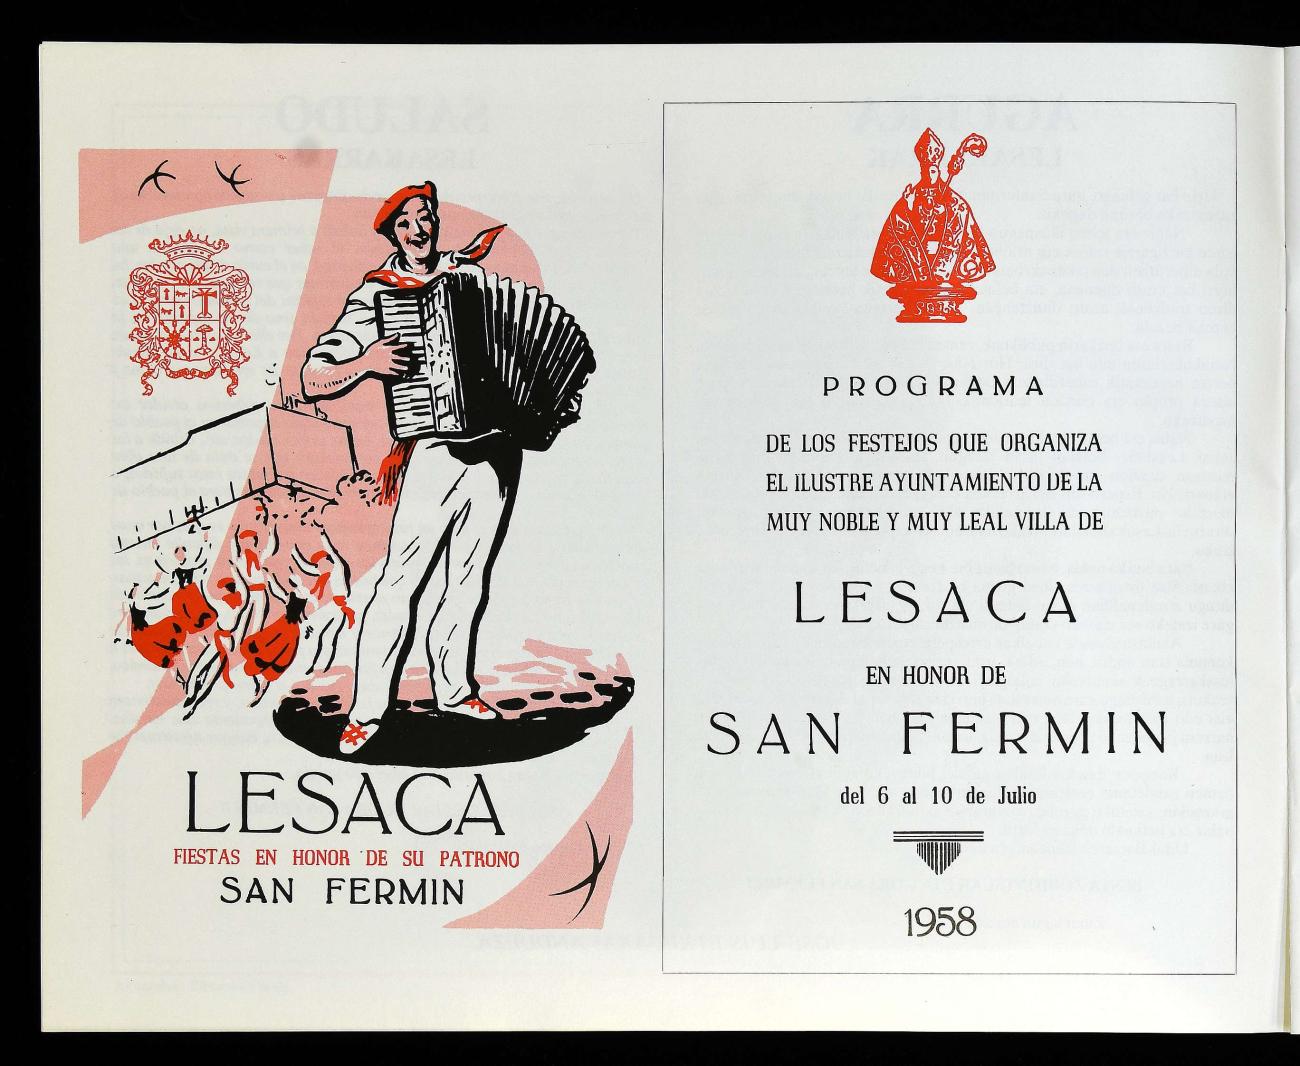 LESACA
FIESTAS EN HONOR DE SU PATRONO
SAN FERMIN
PROGRAMA
DE LOS FESTEJOS QUE ORGANIZA
EL ILUSTRE AYUNTAMIENTO DE LA
MUY NOBLE Y MUY LEAL VILLA DE
LESACA
EN HONOR DE
SAN FERMIN
del 6 al 10 de Julio
1958